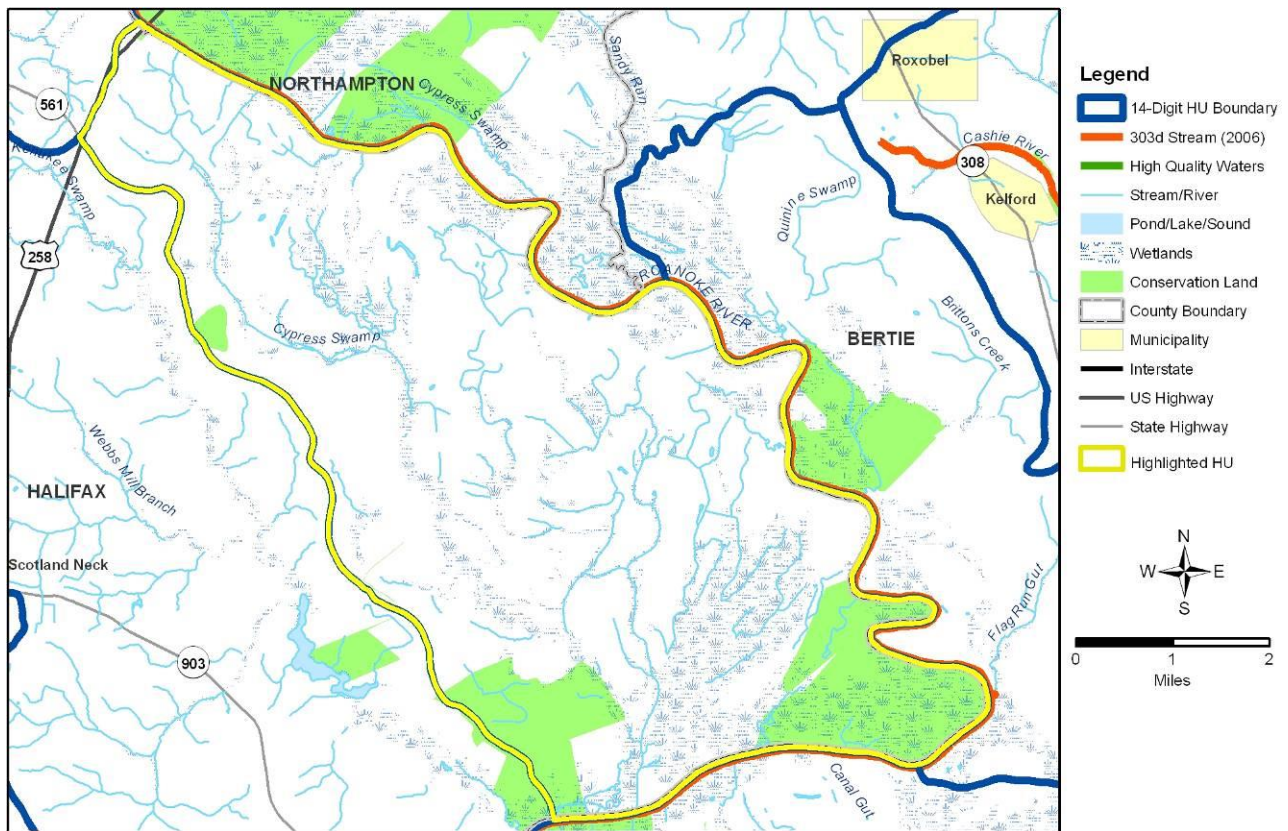 Roxobel
NORTHAMPTON
Cypress Swamp
Sandy Run
561
Kehukee Swamp
Cashie River
308
Kelford
Quinine Swamp
258
ROANOKE RIVER
Brittons Creek
BERTIE
Cypress Swamp
Webbs Mill Branch
HALIFAX
Scotland Neck
903
Flag Run Gut
Canal Gut
Legend
14-Digit HU Boundary
303d Stream (2006)
High Quality Waters
Stream/River
Pond/Lake/Sound
Wetlands
Conservation Land
County Boundary
Municipality
Interstate
US Highway
State Highway
Highlighted HU
N
W E
S
0 1 2
Miles